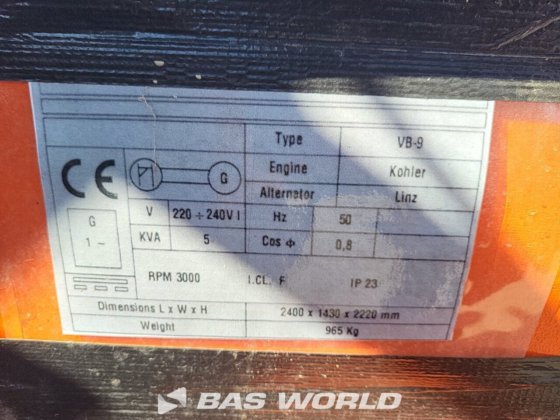 Type VB-9
Engine Kohler
Alternator Linz
CE
G
V 220 ÷ 240V I Hz 50
G
1 ~
KVA 5 Cos Φ 0,8
RPM 3000 I.CL. F IP 23
Dimensions L x W x H 2400 x 1430 x 2220 mm
Weight 965 Kg
BAS WORLD